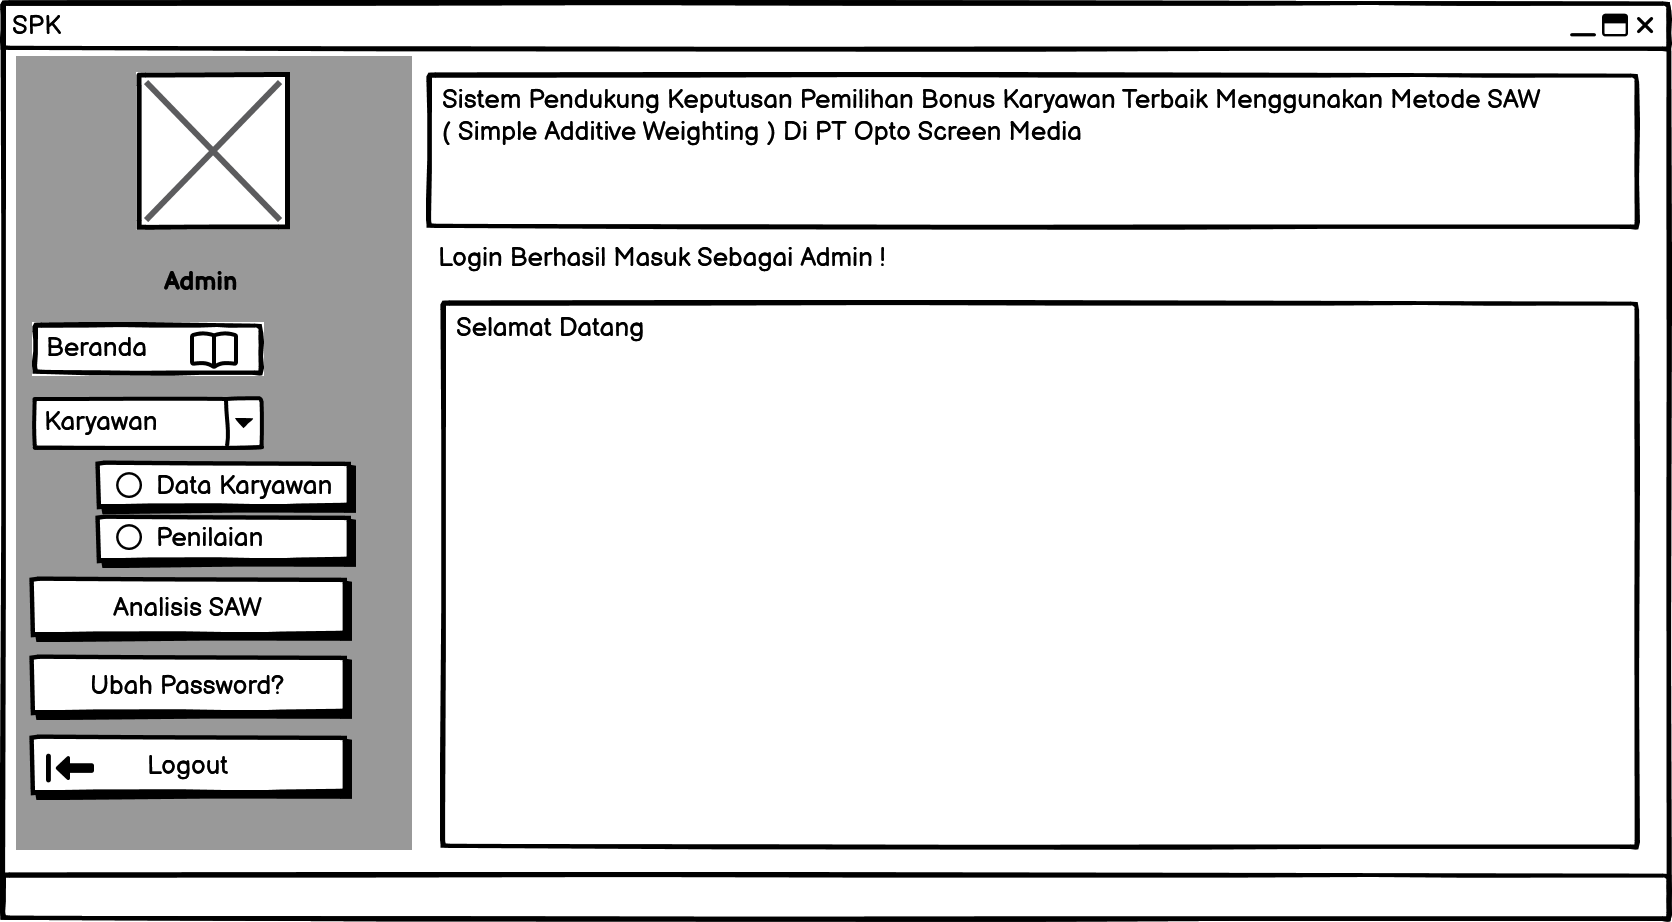 SPK
Admin
Beranda
Karyawan
Data Karyawan
Penilaian
Analisis SAW
Ubah Password?
Logout
Sistem Pendukung Keputusan Pemilihan Bonus Karyawan Terbaik Menggunakan Metode SAW
( Simple Additive Weighting ) Di PT Opto Screen Media
Login Berhasil Masuk Sebagai Admin !
Selamat Datang